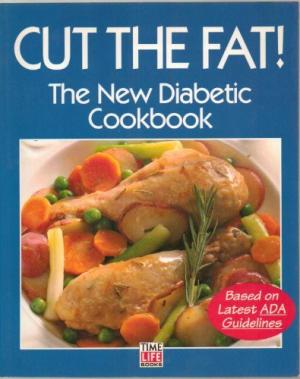 CUT THE FAT!
The New Diabetic
Cookbook
Based on
Latest ADA
Guidelines
TIME
LIFE
BOOKS